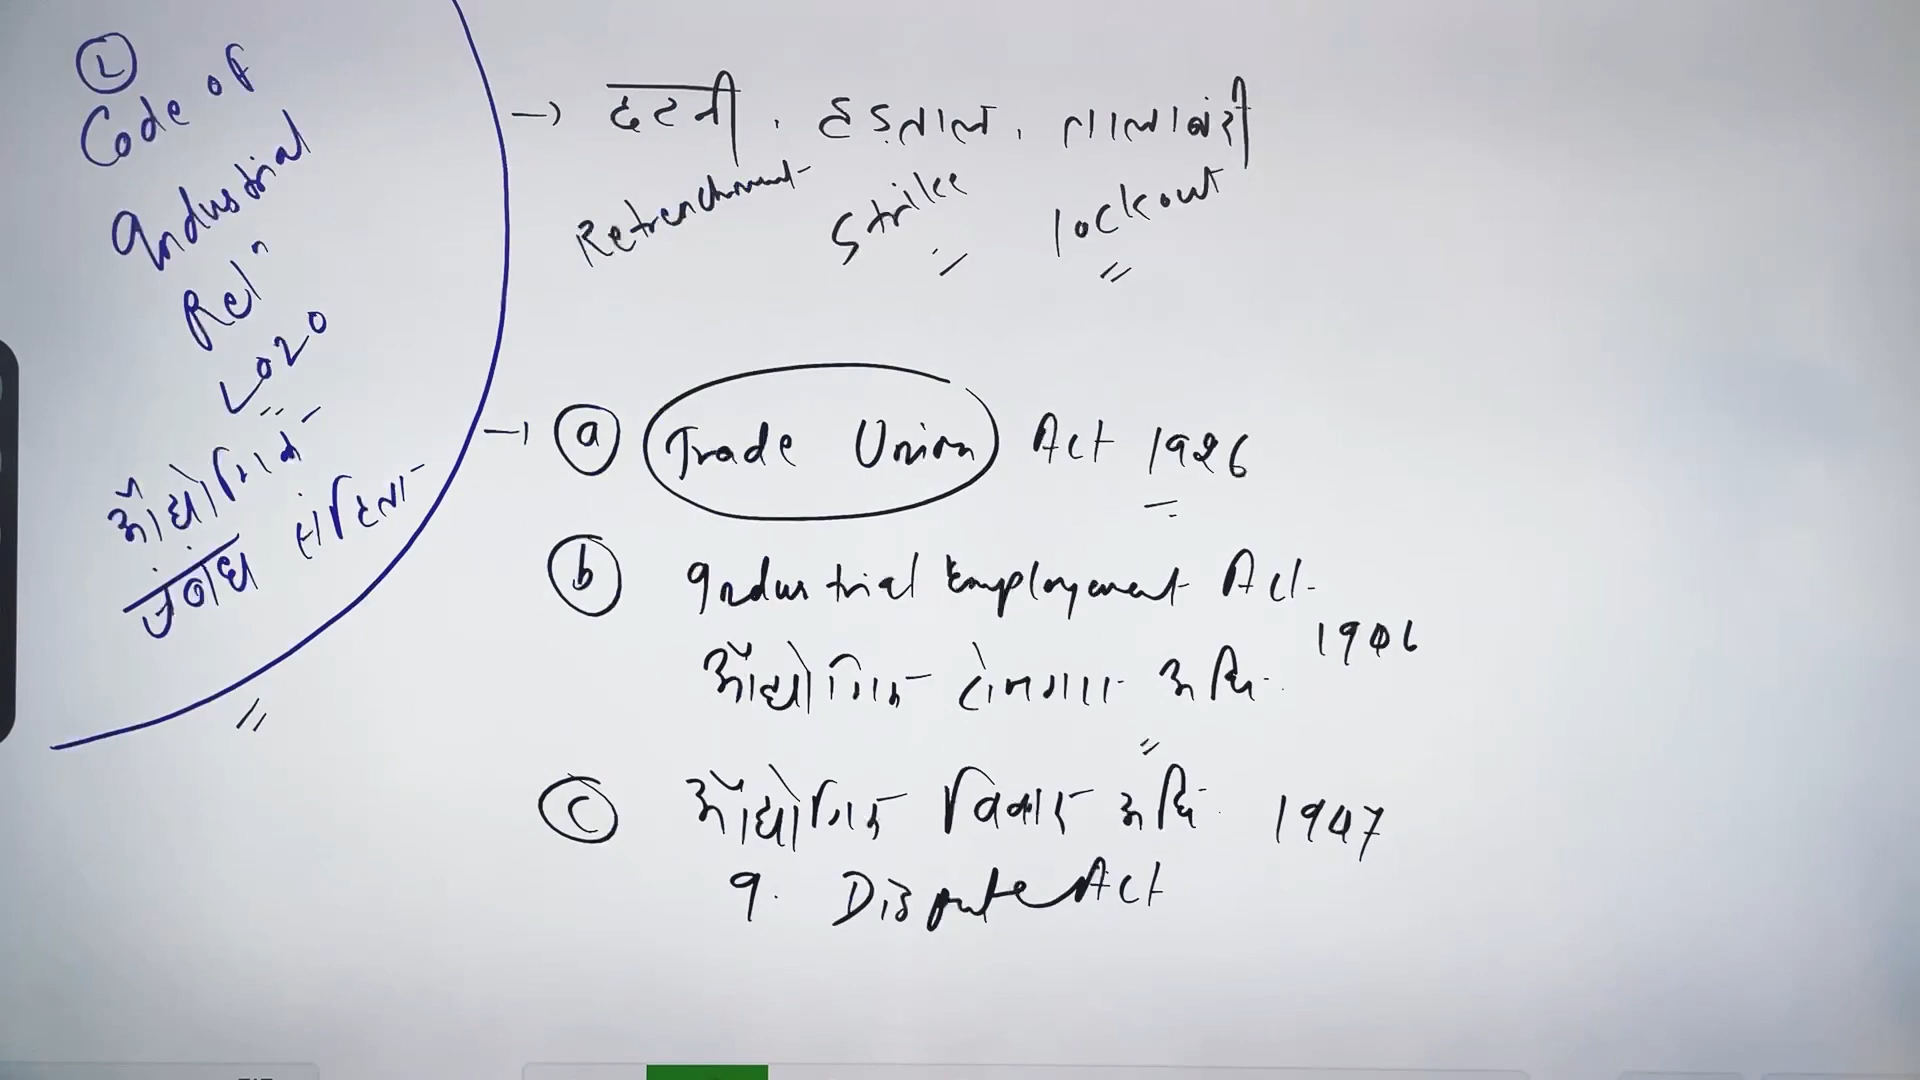 2
Code of
Industrial
Relⁿ
2020
औद्योगिक
संबंध संहिता
→ छटनी, हड़ताल, तालाबंदी
Retrenchment Strike lockout
→ a Trade Union Act 1926
b Industrial Employment Act
1946
औद्योगिक रोजगार अधि.
c औद्योगिक विवाद अधि. 1947
I. Dispute Act